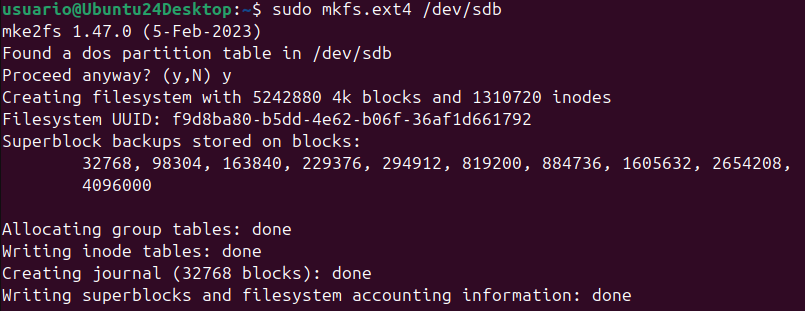 usuario@Ubuntu24Desktop:~$ sudo mkfs.ext4 /dev/sdb
mke2fs 1.47.0 (5-Feb-2023)
Found a dos partition table in /dev/sdb
Proceed anyway? (y,N) y
Creating filesystem with 5242880 4k blocks and 1310720 inodes
Filesystem UUID: f9d8ba80-b5dd-4e62-b06f-36af1d661792
Superblock backups stored on blocks:
        32768, 98304, 163840, 229376, 294912, 819200, 884736, 1605632, 2654208,
        4096000

Allocating group tables: done
Writing inode tables: done
Creating journal (32768 blocks): done
Writing superblocks and filesystem accounting information: done